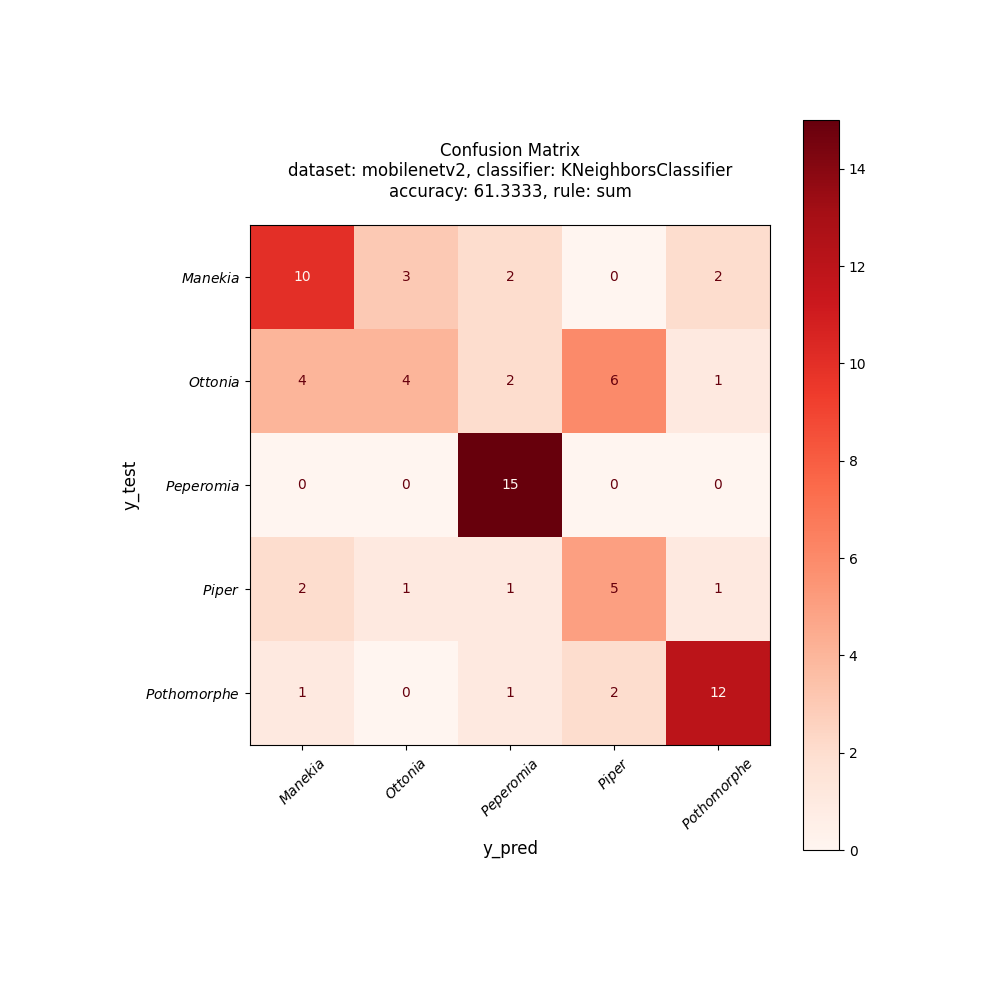 Confusion Matrix
dataset: mobilenetv2, classifier: KNeighborsClassifier
accuracy: 61.3333, rule: sum
Manekia 10 3 2 0 2
Ottonia 4 4 2 6 1
Peperomia 0 0 15 0 0
Piper 2 1 1 5 1
Pothomorphe 1 0 1 2 12
y_test
Manekia Ottonia Peperomia Piper Pothomorphe
y_pred
14
12
10
8
6
4
2
0